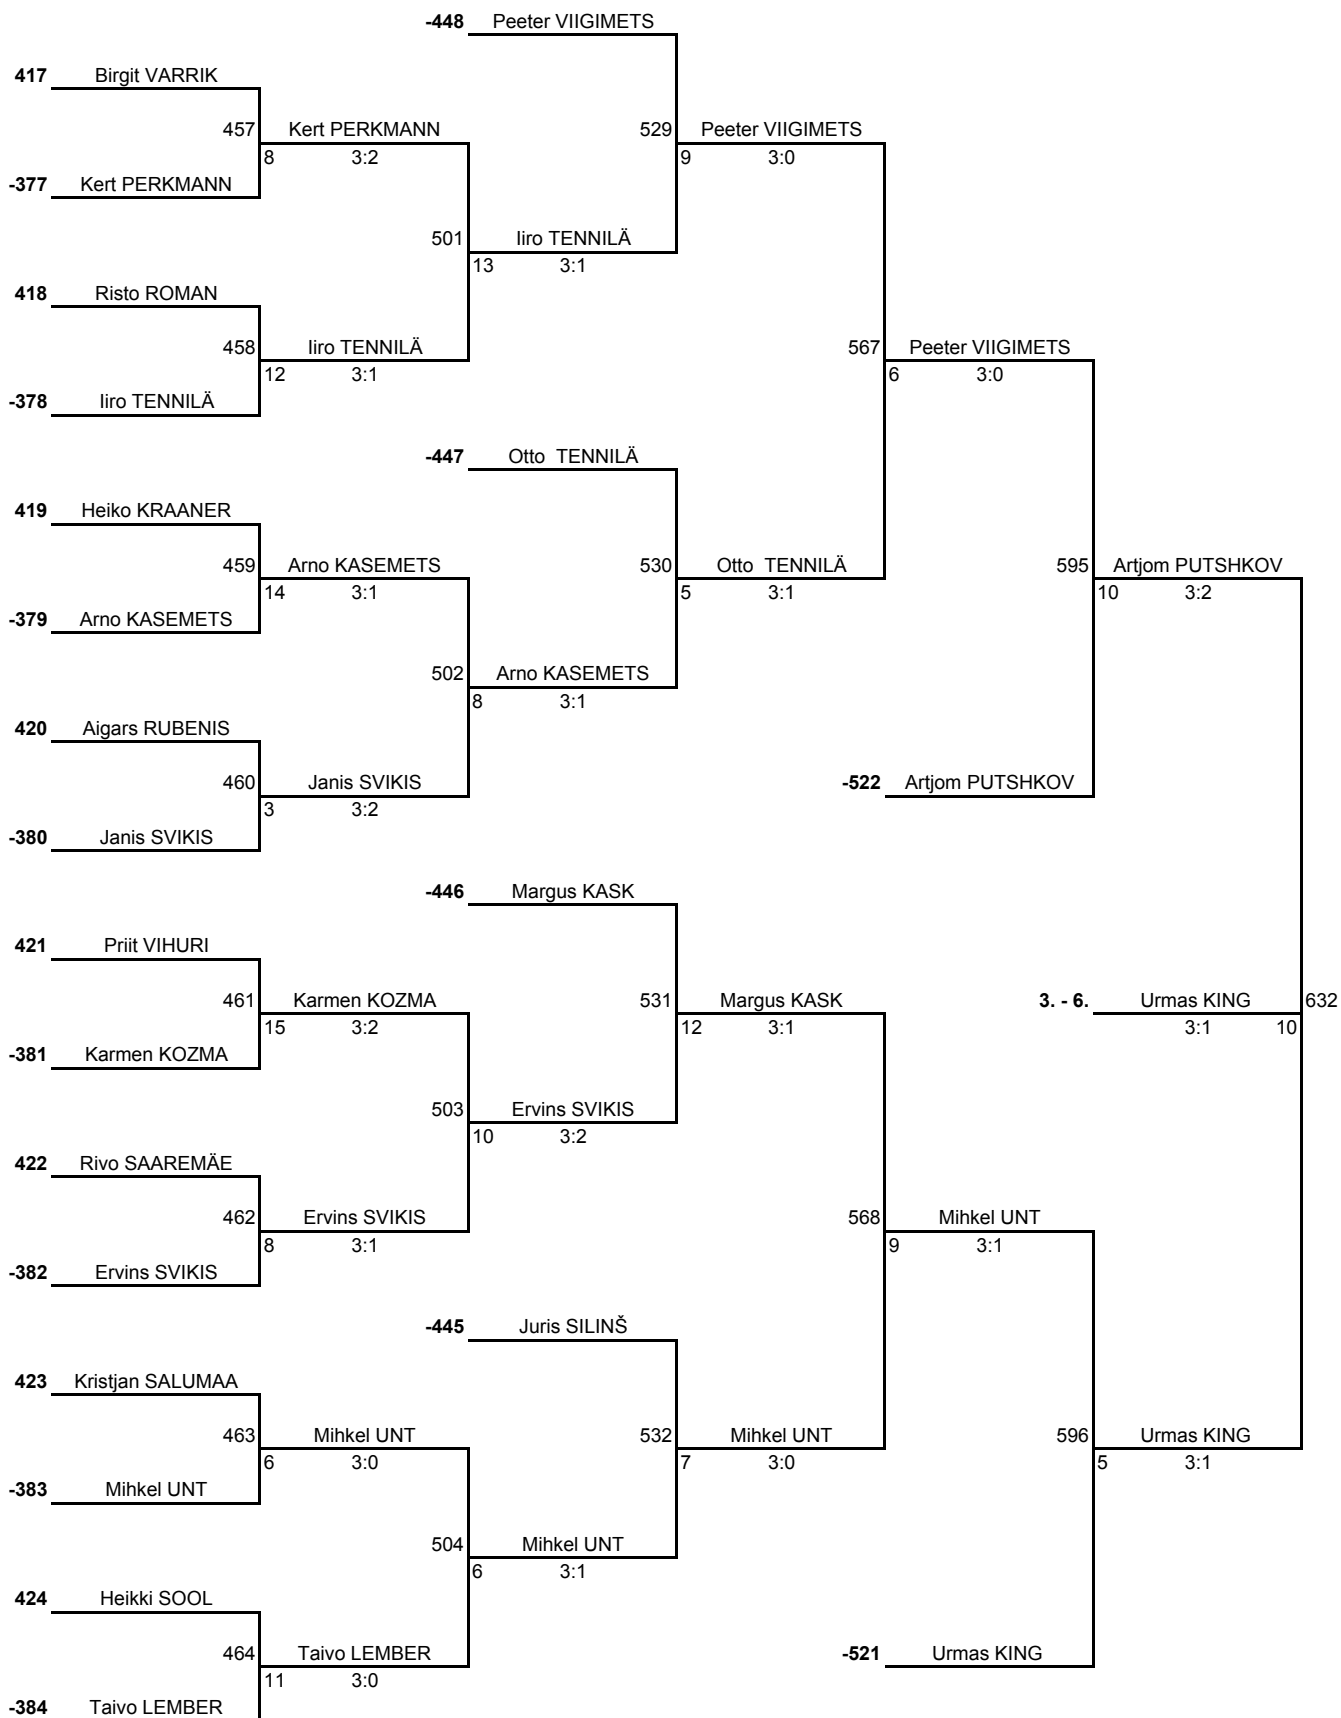 -448 Peeter VIIGIMETS
417 Birgit VARRIK
457 Kert PERKMANN 529 Peeter VIIGIMETS
8 3:2 9 3:0
-377 Kert PERKMANN
501 Iiro TENNILÄ
13 3:1
418 Risto ROMAN
458 Iiro TENNILÄ 567 Peeter VIIGIMETS
12 3:1 6 3:0
-378 Iiro TENNILÄ
-447 Otto TENNILÄ
419 Heiko KRAANER
459 Arno KASEMETS 530 Otto TENNILÄ 595 Artjom PUTSHKOV
14 3:1 5 3:1 10 3:2
-379 Arno KASEMETS
502 Arno KASEMETS
8 3:1
420 Aigars RUBENIS
460 Janis SVIKIS -522 Artjom PUTSHKOV
3 3:2
-380 Janis SVIKIS
-446 Margus KASK
421 Priit VIHURI
461 Karmen KOZMA 531 Margus KASK 3. - 6. Urmas KING 632
15 3:2 12 3:1 3:1 10
-381 Karmen KOZMA
503 Ervins SVIKIS
10 3:2
422 Rivo SAAREMÄE
462 Ervins SVIKIS 568 Mihkel UNT
8 3:1 9 3:1
-382 Ervins SVIKIS
-445 Juris SILINŠ
423 Kristjan SALUMAA
463 Mihkel UNT 532 Mihkel UNT 596 Urmas KING
6 3:0 7 3:0 5 3:1
-383 Mihkel UNT
504 Mihkel UNT
6 3:1
424 Heikki SOOL
464 Taivo LEMBER -521 Urmas KING
11 3:0
-384 Taivo LEMBER